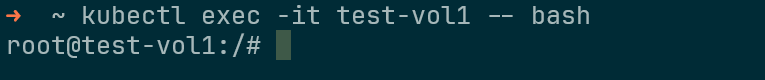 ➜  ~ kubectl exec -it test-vol1 -- bash
root@test-vol1:/#